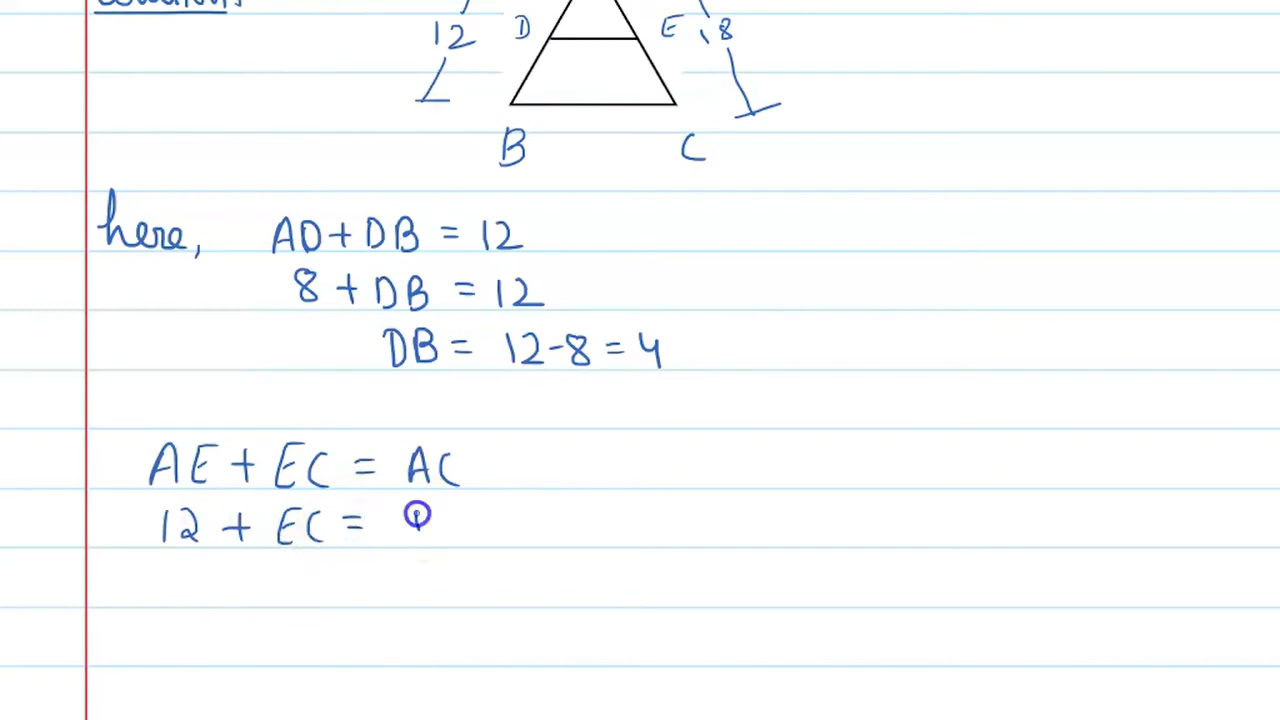 12 D E 18
B C
here, AD + DB = 12
8 + DB = 12
DB = 12 - 8 = 4
AE + EC = AC
12 + EC =